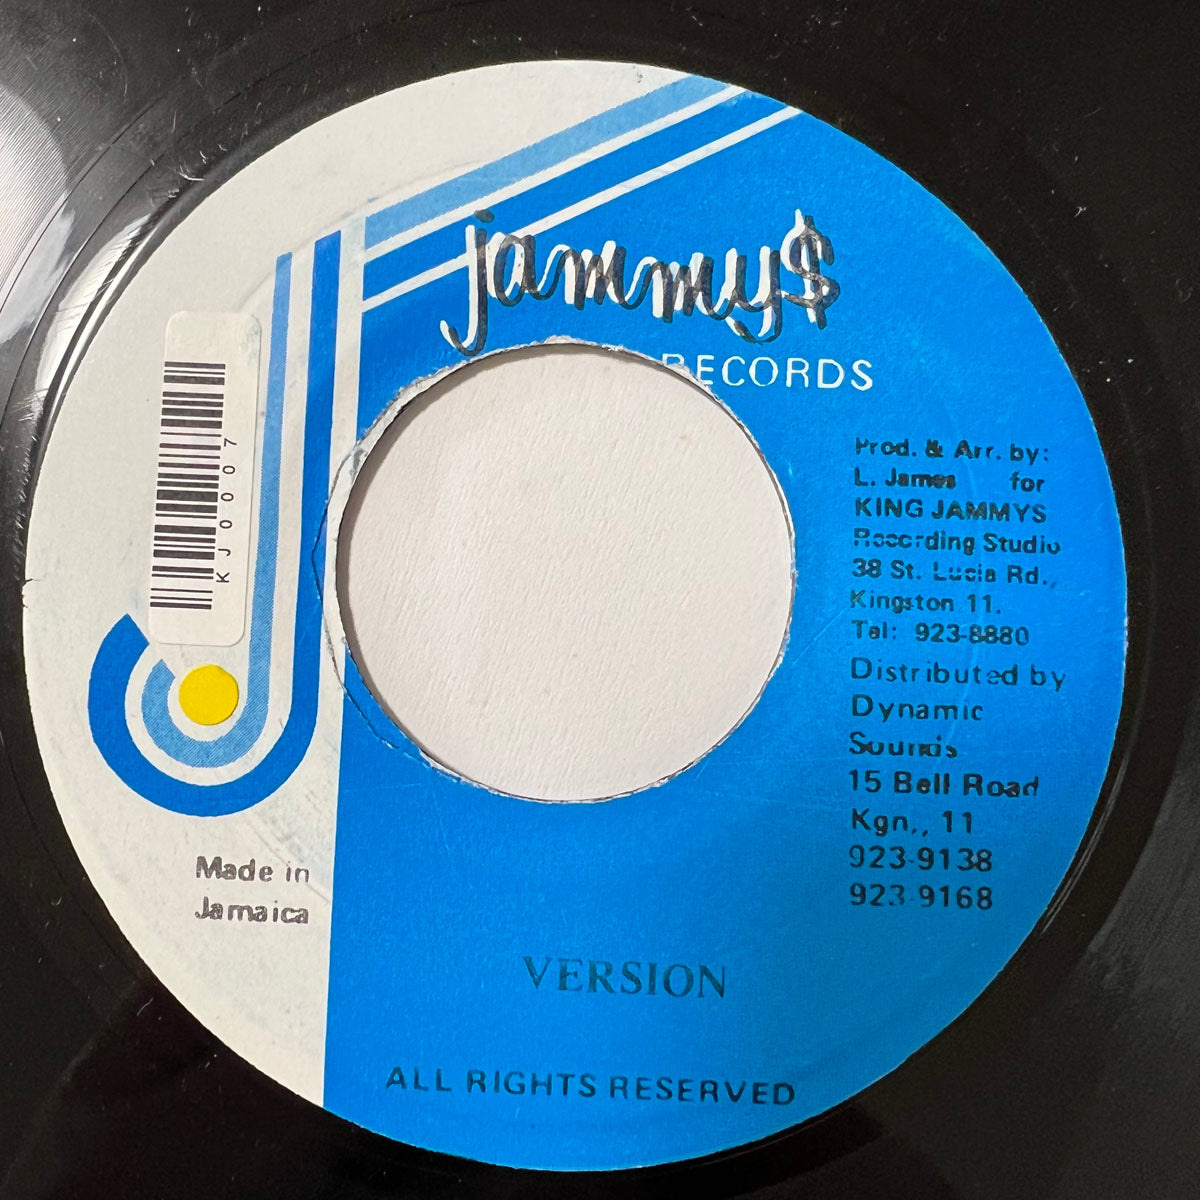 jammy$
RECORDS
KJ0007
Prod. & Arr. by:
L. James for
KING JAMMYS
Recording Studio
38 St. Lucia Rd.,
Kingston 11.
Tel: 923-8880
Distributed by
Dynamic
Sounds
15 Bell Road
Kgn,, 11
923-9138
923-9168
Made in
Jamaica
VERSION
ALL RIGHTS RESERVED